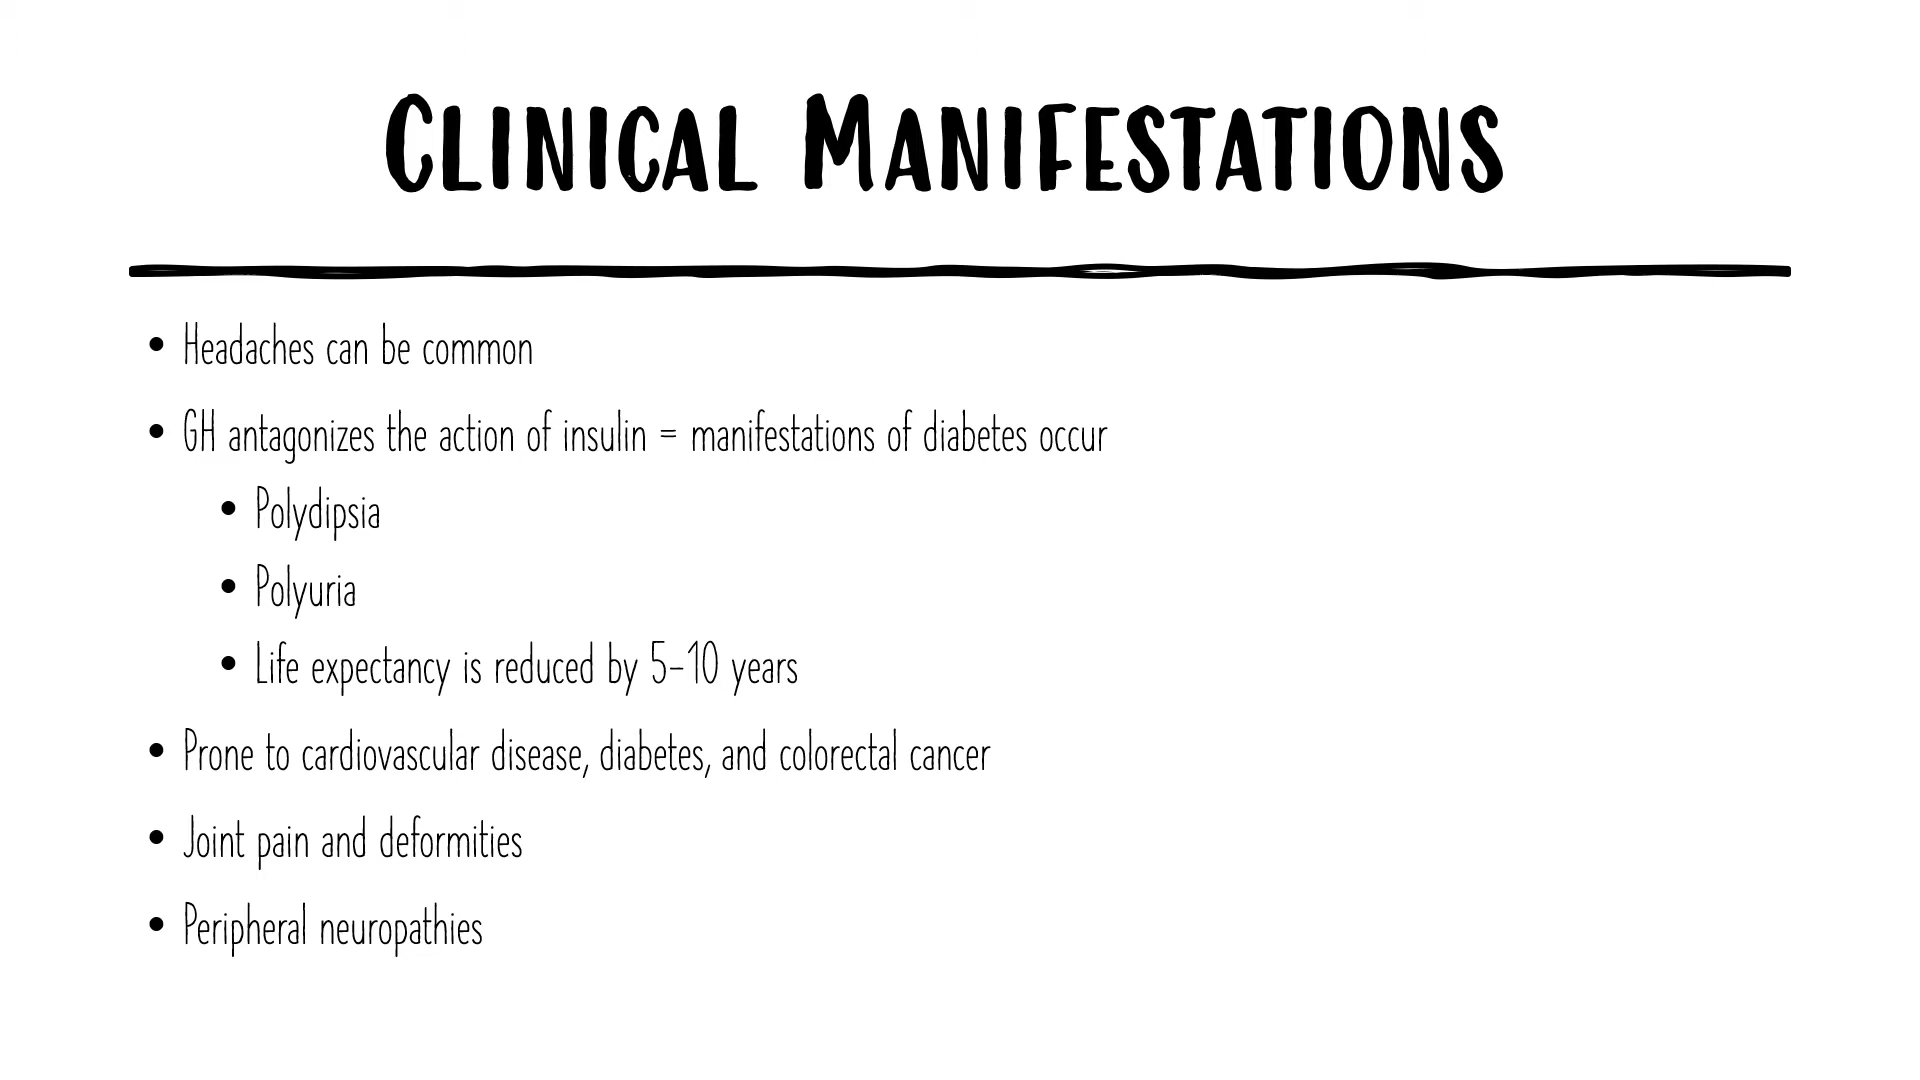 Clinical Manifestations
• Headaches can be common
• GH antagonizes the action of insulin = manifestations of diabetes occur
• Polydipsia
• Polyuria
• Life expectancy is reduced by 5-10 years
• Prone to cardiovascular disease, diabetes, and colorectal cancer
• Joint pain and deformities
• Peripheral neuropathies